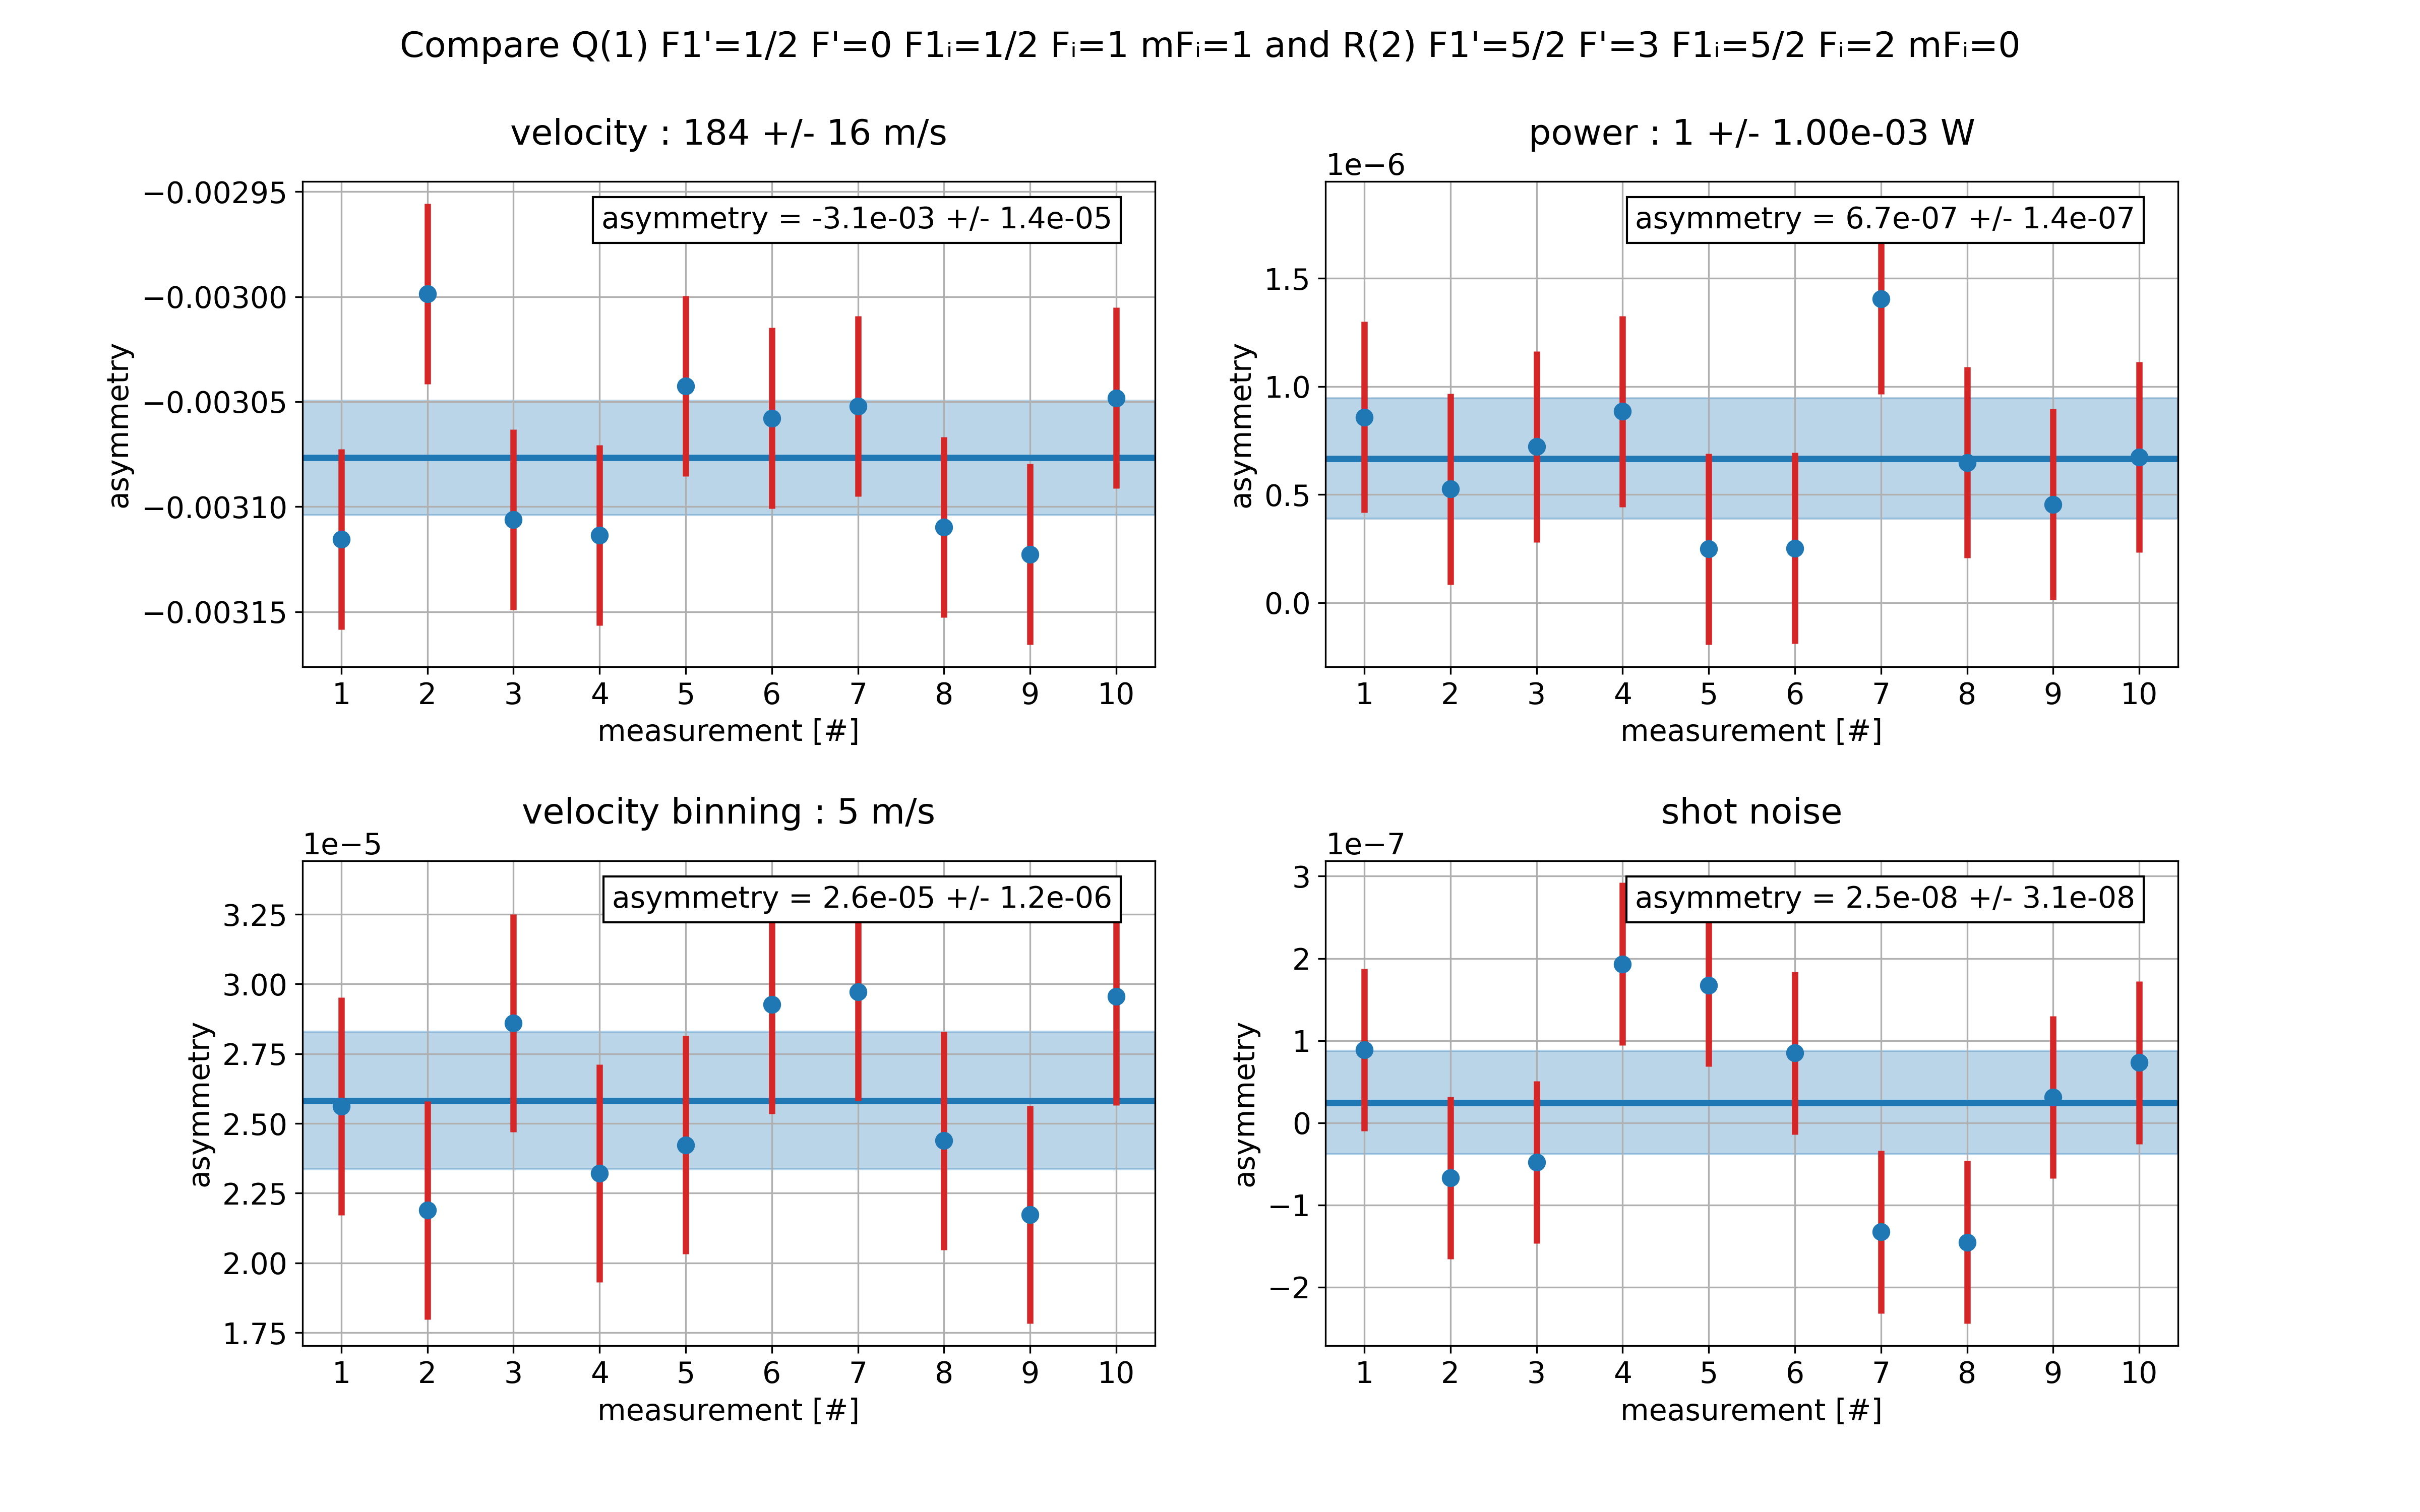 Compare Q(1) F1'=1/2 F'=0 F1ᵢ=1/2 Fᵢ=1 mFᵢ=1 and R(2) F1'=5/2 F'=3 F1ᵢ=5/2 Fᵢ=2 mFᵢ=0
velocity : 184 +/- 16 m/s
asymmetry = -3.1e-03 +/- 1.4e-05
−0.00295
−0.00300
−0.00305
−0.00310
−0.00315
asymmetry
1 2 3 4 5 6 7 8 9 10
measurement [#]
power : 1 +/- 1.00e-03 W
1e−6
asymmetry = 6.7e-07 +/- 1.4e-07
1.5
1.0
0.5
0.0
asymmetry
1 2 3 4 5 6 7 8 9 10
measurement [#]
velocity binning : 5 m/s
1e−5
asymmetry = 2.6e-05 +/- 1.2e-06
3.25
3.00
2.75
2.50
2.25
2.00
1.75
asymmetry
1 2 3 4 5 6 7 8 9 10
measurement [#]
shot noise
1e−7
asymmetry = 2.5e-08 +/- 3.1e-08
3
2
1
0
−1
−2
asymmetry
1 2 3 4 5 6 7 8 9 10
measurement [#]